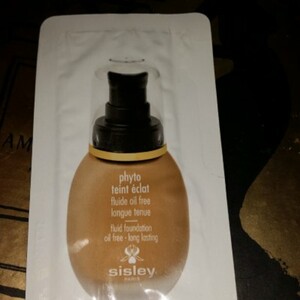 phyto
teint éclat
fluide oil free
longue tenue
fluid foundation
oil free - long lasting
sisley
PARIS